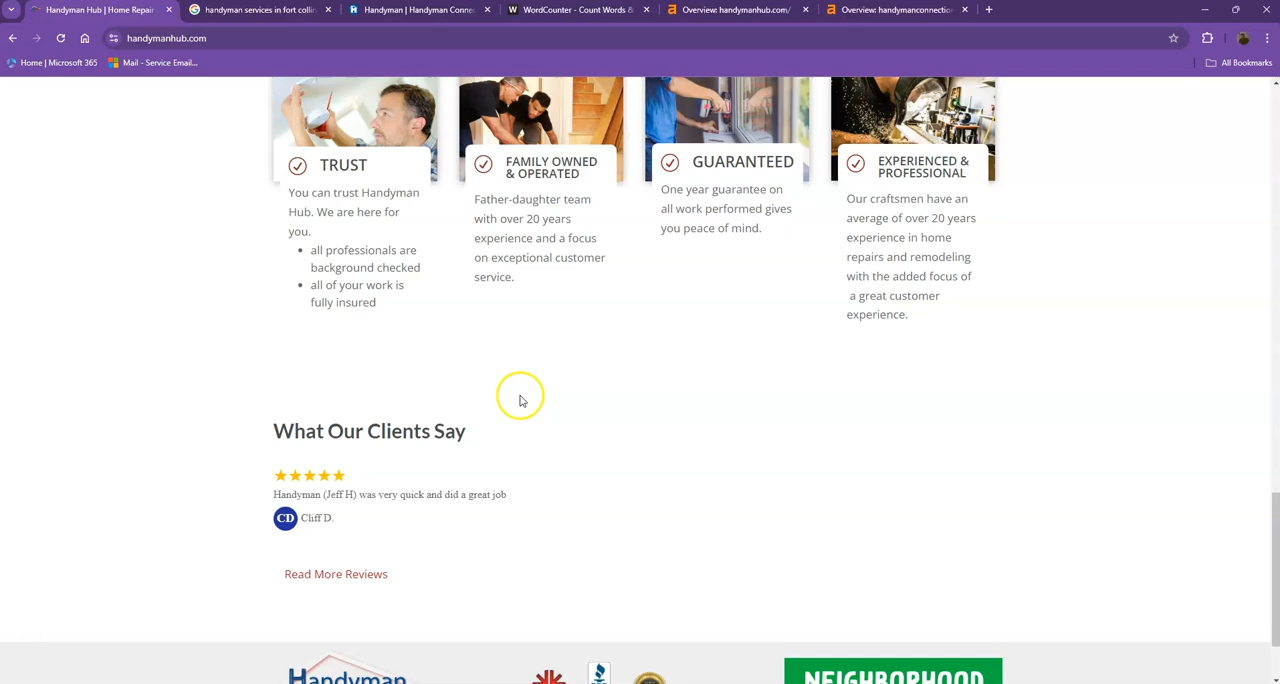 Handyman Hub | Home Repair
handyman services in fort collin
Handyman | Handyman Connec
WordCounter - Count Words &
Overview: handymanhub.com/
Overview: handymanconnectio
handymanhub.com
Home | Microsoft 365
Mail - Service Email...
All Bookmarks
TRUST
You can trust Handyman
Hub. We are here for
you.
• all professionals are
background checked
• all of your work is
fully insured
FAMILY OWNED
& OPERATED
Father-daughter team
with over 20 years
experience and a focus
on exceptional customer
service.
GUARANTEED
One year guarantee on
all work performed gives
you peace of mind.
EXPERIENCED &
PROFESSIONAL
Our craftsmen have an
average of over 20 years
experience in home
repairs and remodeling
with the added focus of
a great customer
experience.
What Our Clients Say
Handyman (Jeff H) was very quick and did a great job
CD Cliff D.
Read More Reviews
Handyman
NEIGHBORHOOD